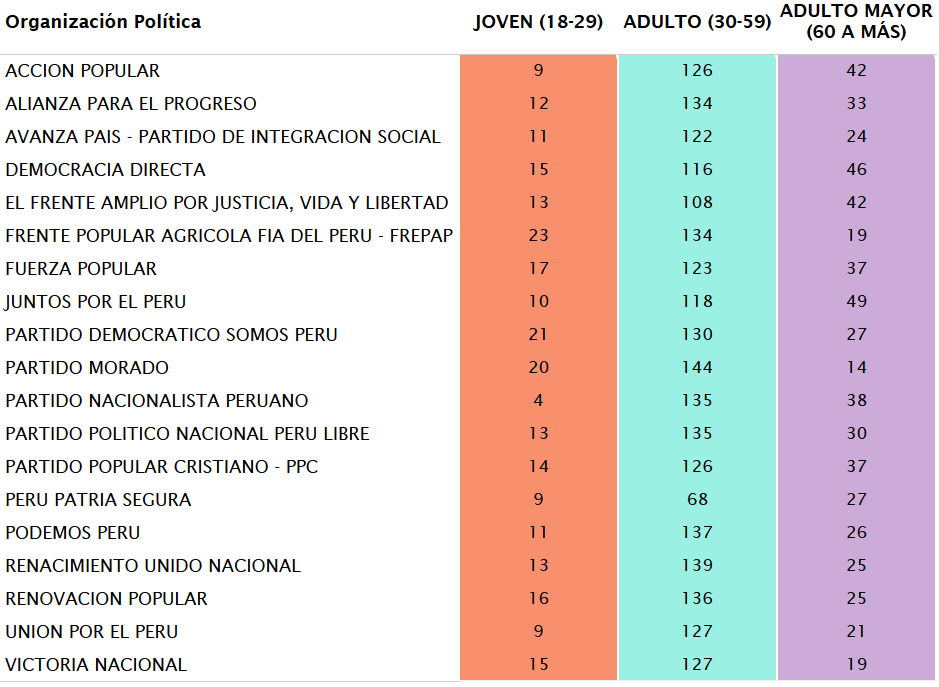 Organización Política JOVEN (18-29) ADULTO (30-59) ADULTO MAYOR (60 A MÁS)
ACCION POPULAR 9 126 42
ALIANZA PARA EL PROGRESO 12 134 33
AVANZA PAIS - PARTIDO DE INTEGRACION SOCIAL 11 122 24
DEMOCRACIA DIRECTA 15 116 46
EL FRENTE AMPLIO POR JUSTICIA, VIDA Y LIBERTAD 13 108 42
FRENTE POPULAR AGRICOLA FIA DEL PERU - FREPAP 23 134 19
FUERZA POPULAR 17 123 37
JUNTOS POR EL PERU 10 118 49
PARTIDO DEMOCRATICO SOMOS PERU 21 130 27
PARTIDO MORADO 20 144 14
PARTIDO NACIONALISTA PERUANO 4 135 38
PARTIDO POLITICO NACIONAL PERU LIBRE 13 135 30
PARTIDO POPULAR CRISTIANO - PPC 14 126 37
PERU PATRIA SEGURA 9 68 27
PODEMOS PERU 11 137 26
RENACIMIENTO UNIDO NACIONAL 13 139 25
RENOVACION POPULAR 16 136 25
UNION POR EL PERU 9 127 21
VICTORIA NACIONAL 15 127 19